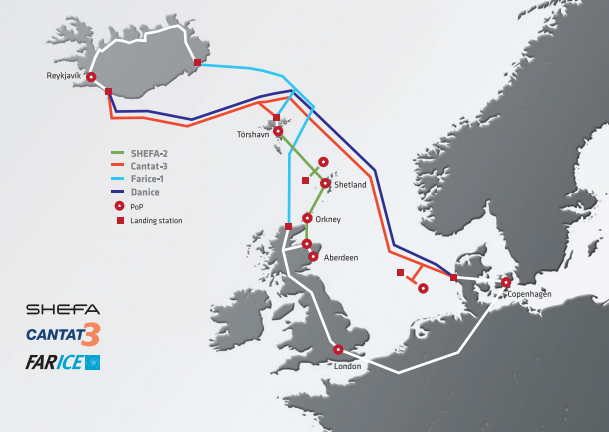 Reykjavík
Tórshavn
SHEFA-2
Cantat-3
Farice-1
Danice
PoP
Landing station
Shetland
Orkney
Aberdeen
Copenhagen
London
SHEFA
CANTAT3
FARICE